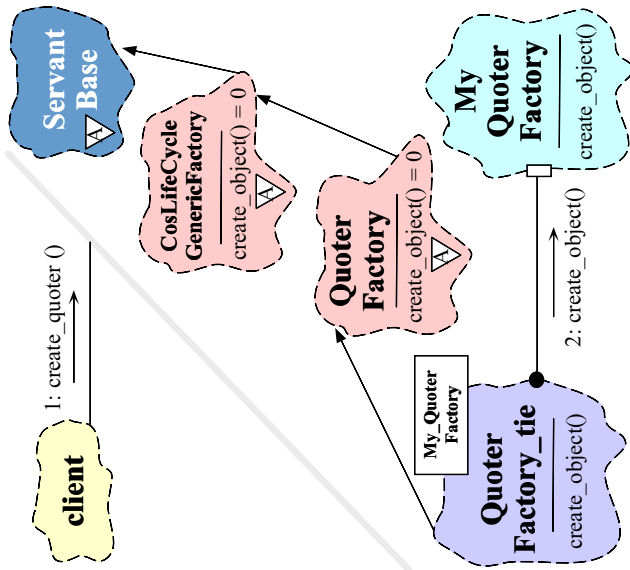 client
1: create_quoter ()
Servant
Base
A
CosLifeCycle
GenericFactory
create_object() = 0
A
Quoter
Factory
create_object() = 0
A
My_Quoter
Factory
Quoter
Factory_tie
create_object()
2: create_object()
My
Quoter
Factory
create_object()